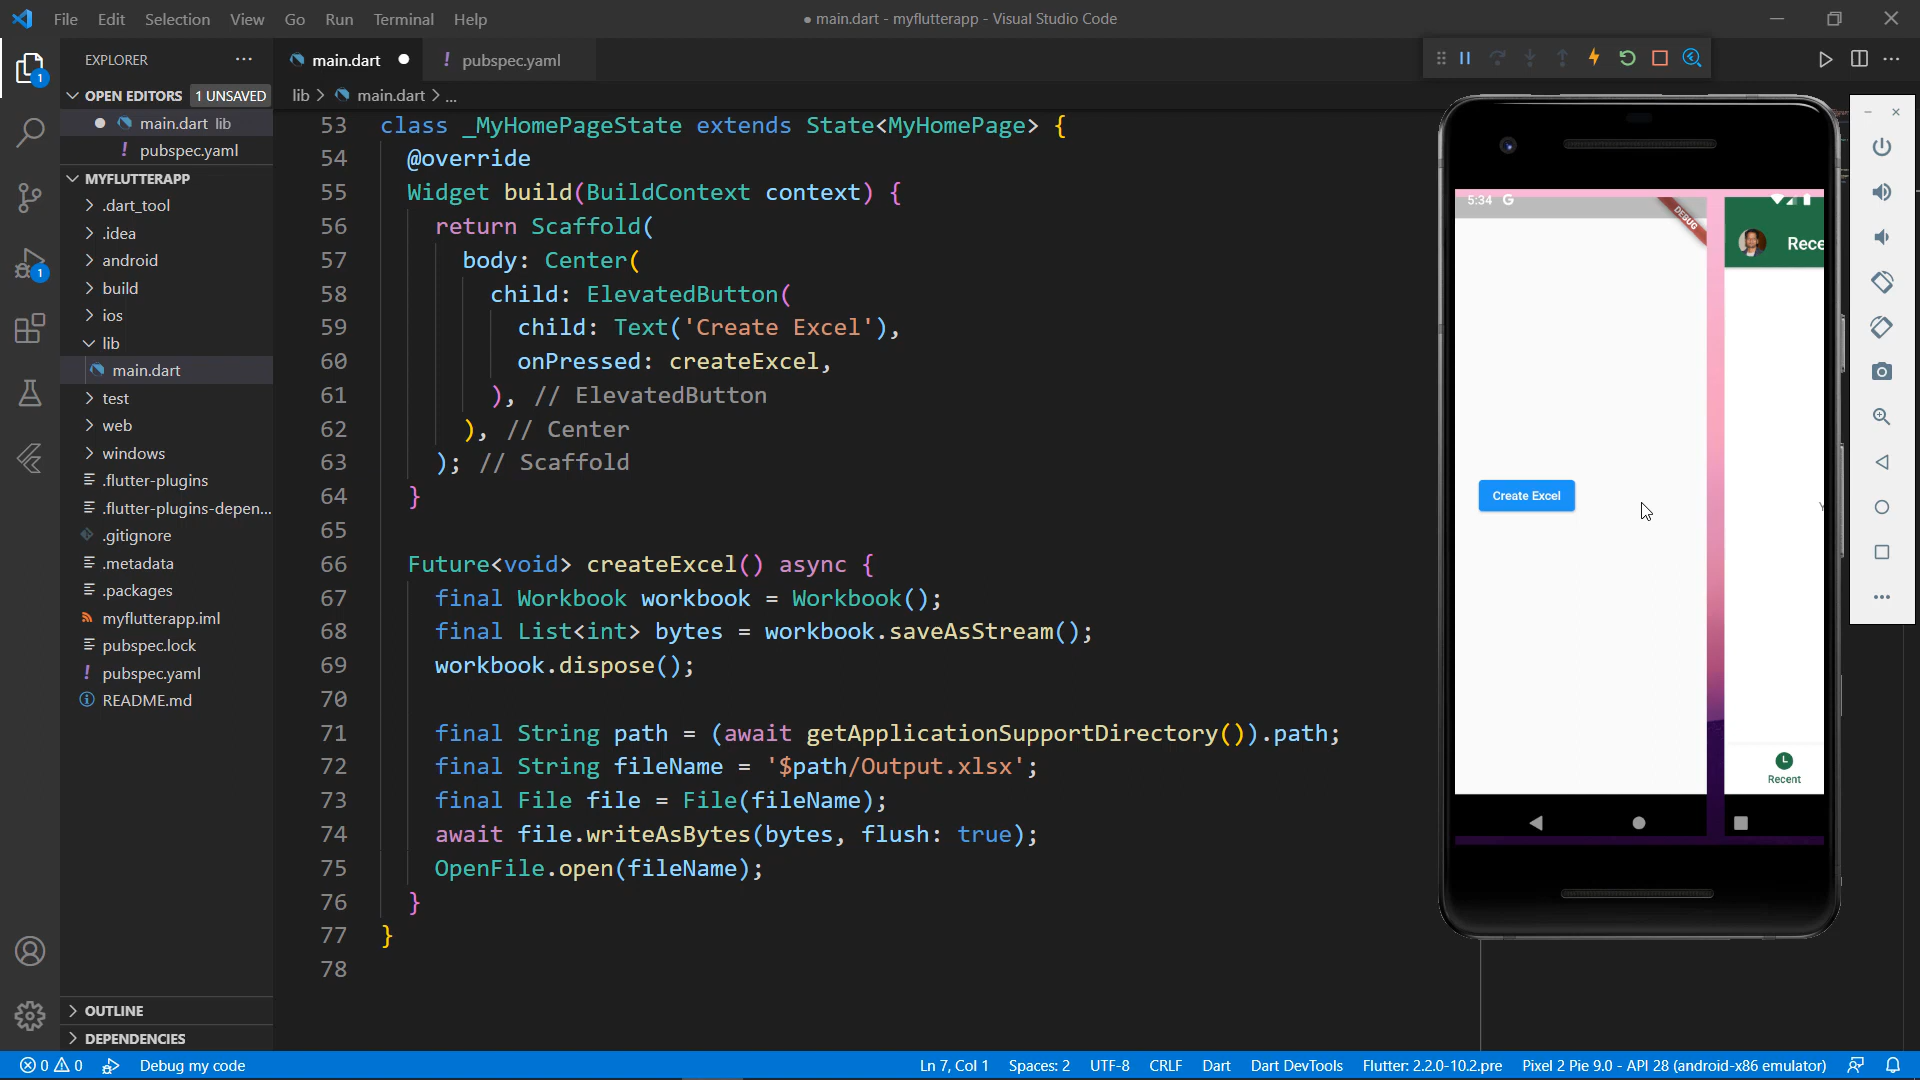 File Edit Selection View Go Run Terminal Help
● main.dart - myflutterapp - Visual Studio Code
EXPLORER
OPEN EDITORS 1 UNSAVED
main.dart lib
pubspec.yaml
MYFLUTTERAPP
.dart_tool
.idea
android
build
ios
lib
main.dart
test
web
windows
.flutter-plugins
.flutter-plugins-depen...
.gitignore
.metadata
.packages
myflutterapp.iml
pubspec.lock
pubspec.yaml
README.md
OUTLINE
DEPENDENCIES
1
1
main.dart
pubspec.yaml
lib > main.dart > ...
53 class _MyHomePageState extends State<MyHomePage> {
54 @override
55 Widget build(BuildContext context) {
56 return Scaffold(
57 body: Center(
58 child: ElevatedButton(
59 child: Text('Create Excel'),
60 onPressed: createExcel,
61 ), // ElevatedButton
62 ), // Center
63 ); // Scaffold
64 }
65
66 Future<void> createExcel() async {
67 final Workbook workbook = Workbook();
68 final List<int> bytes = workbook.saveAsStream();
69 workbook.dispose();
70
71 final String path = (await getApplicationSupportDirectory()).path;
72 final String fileName = '$path/Output.xlsx';
73 final File file = File(fileName);
74 await file.writeAsBytes(bytes, flush: true);
75 OpenFile.open(fileName);
76 }
77 }
78
5:34 G
DEBUG
Rece
Create Excel
Recent
0 0 Debug my code
Ln 7, Col 1 Spaces: 2 UTF-8 CRLF Dart Dart DevTools Flutter: 2.2.0-10.2.pre Pixel 2 Pie 9.0 - API 28 (android-x86 emulator)